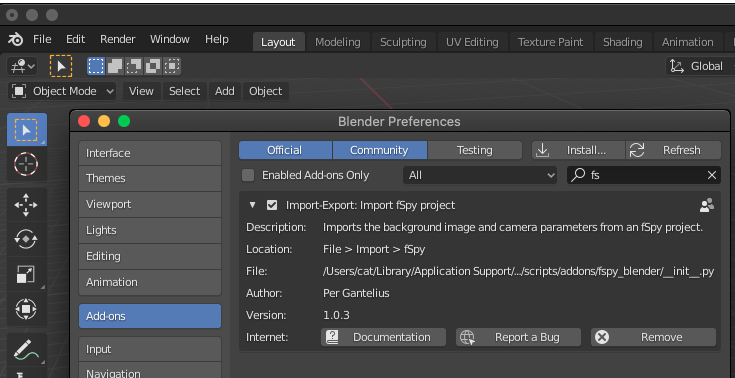 File Edit Render Window Help Layout Modeling Sculpting UV Editing Texture Paint Shading Animation
Global
Object Mode View Select Add Object
Blender Preferences
Interface
Themes
Viewport
Lights
Editing
Animation
Add-ons
Input
Navigation
Official Community Testing Install... Refresh
Enabled Add-ons Only All fs
Import-Export: Import fSpy project
Description: Imports the background image and camera parameters from an fSpy project.
Location: File > Import > fSpy
File: /Users/cat/Library/Application Support/.../scripts/addons/fspy_blender/__init__.py
Author: Per Gantelius
Version: 1.0.3
Internet: Documentation Report a Bug Remove